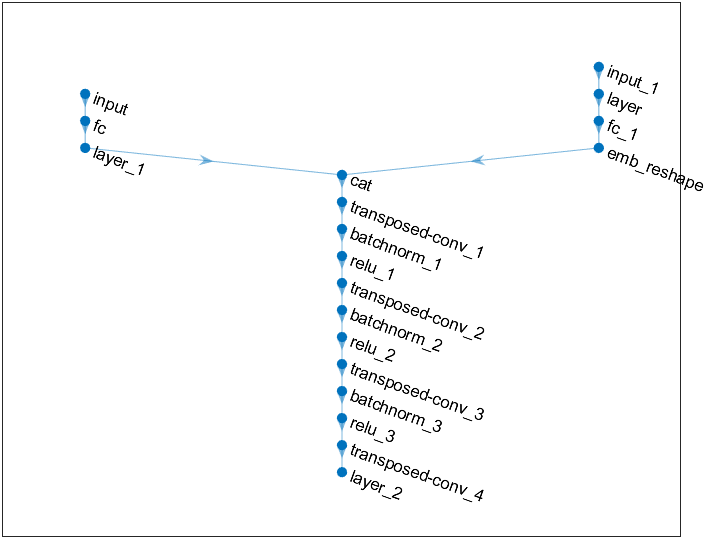 input
fc
layer_1
input_1
layer
fc_1
emb_reshape
cat
transposed-conv_1
batchnorm_1
relu_1
transposed-conv_2
batchnorm_2
relu_2
transposed-conv_3
batchnorm_3
relu_3
transposed-conv_4
layer_2